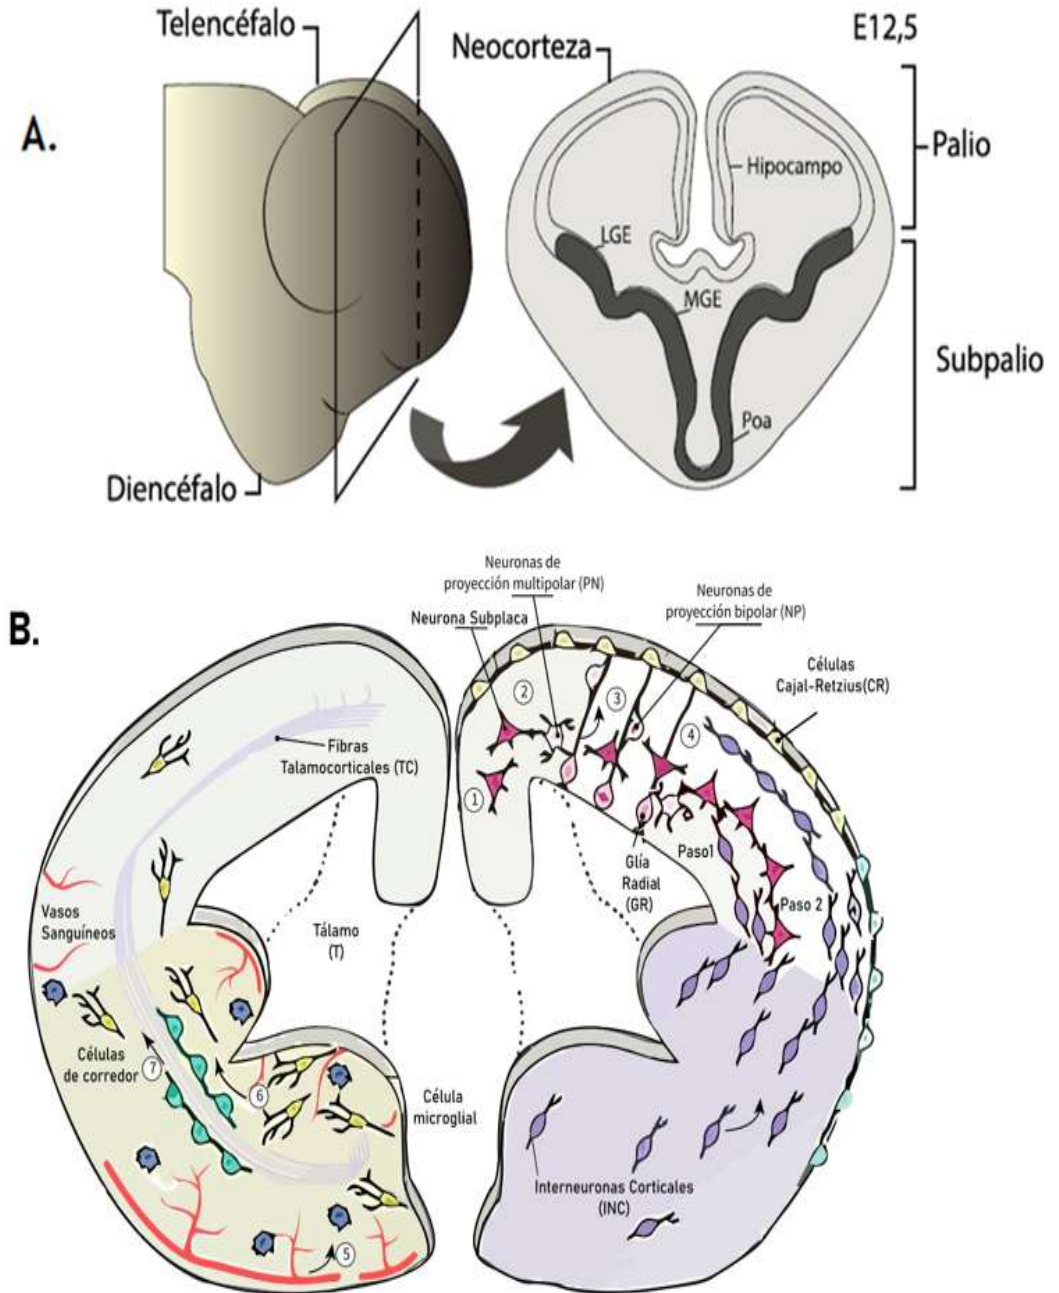 A.
Telencéfalo
Diencéfalo
Neocorteza
E12,5
Hipocampo
LGE
MGE
Poa
Palio
Subpalio
B.
Neuronas de
proyección multipolar (PN)
Neurona Subplaca
Neuronas de
proyección bipolar (NP)
Células
Cajal-Retzius(CR)
2
3
4
1
Fibras
Talamocorticales (TC)
Glía
Radial
(GR)
Paso1
Paso 2
Vasos
Sanguíneos
Tálamo
(T)
Células
de corredor
7
6
Célula
microglial
Interneuronas Corticales
(INC)
5